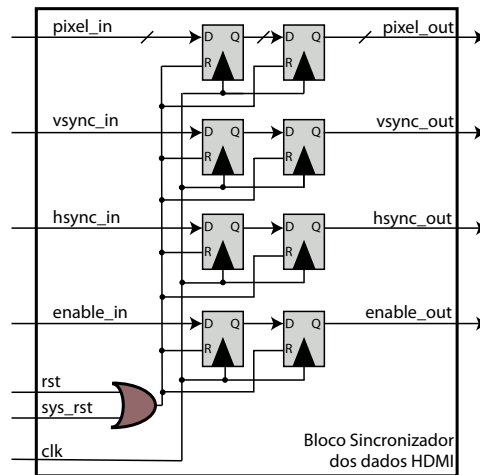 pixel_in pixel_out
D Q D Q
R R
vsync_in vsync_out
D Q D Q
R R
hsync_in hsync_out
D Q D Q
R R
enable_in enable_out
D Q D Q
R R
rst
sys_rst
clk
Bloco Sincronizador
dos dados HDMI